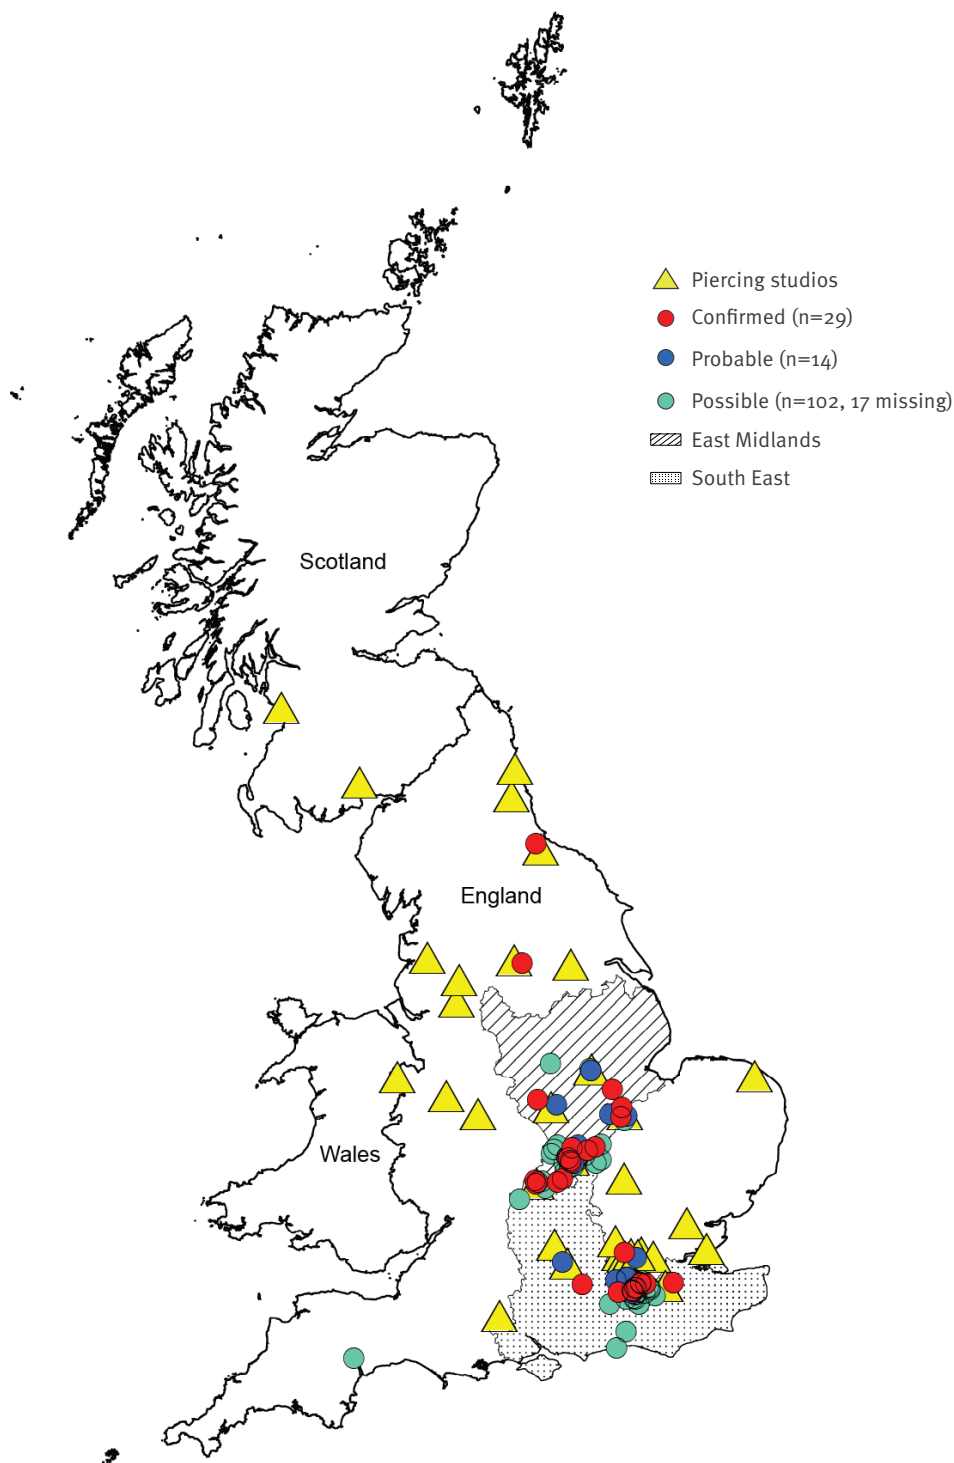 Piercing studios
Confirmed (n=29)
Probable (n=14)
Possible (n=102, 17 missing)
East Midlands
South East
Scotland
England
Wales